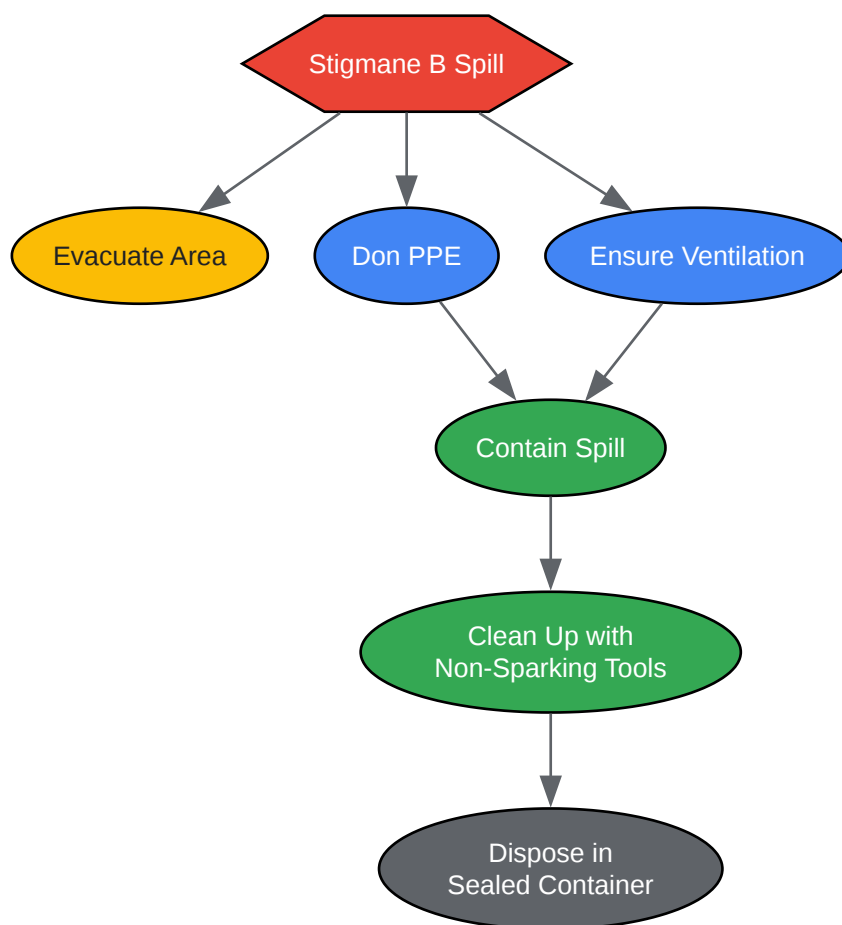 Stigmane B Spill
Evacuate Area
Don PPE
Ensure Ventilation
Contain Spill
Clean Up with
Non-Sparking Tools
Dispose in
Sealed Container